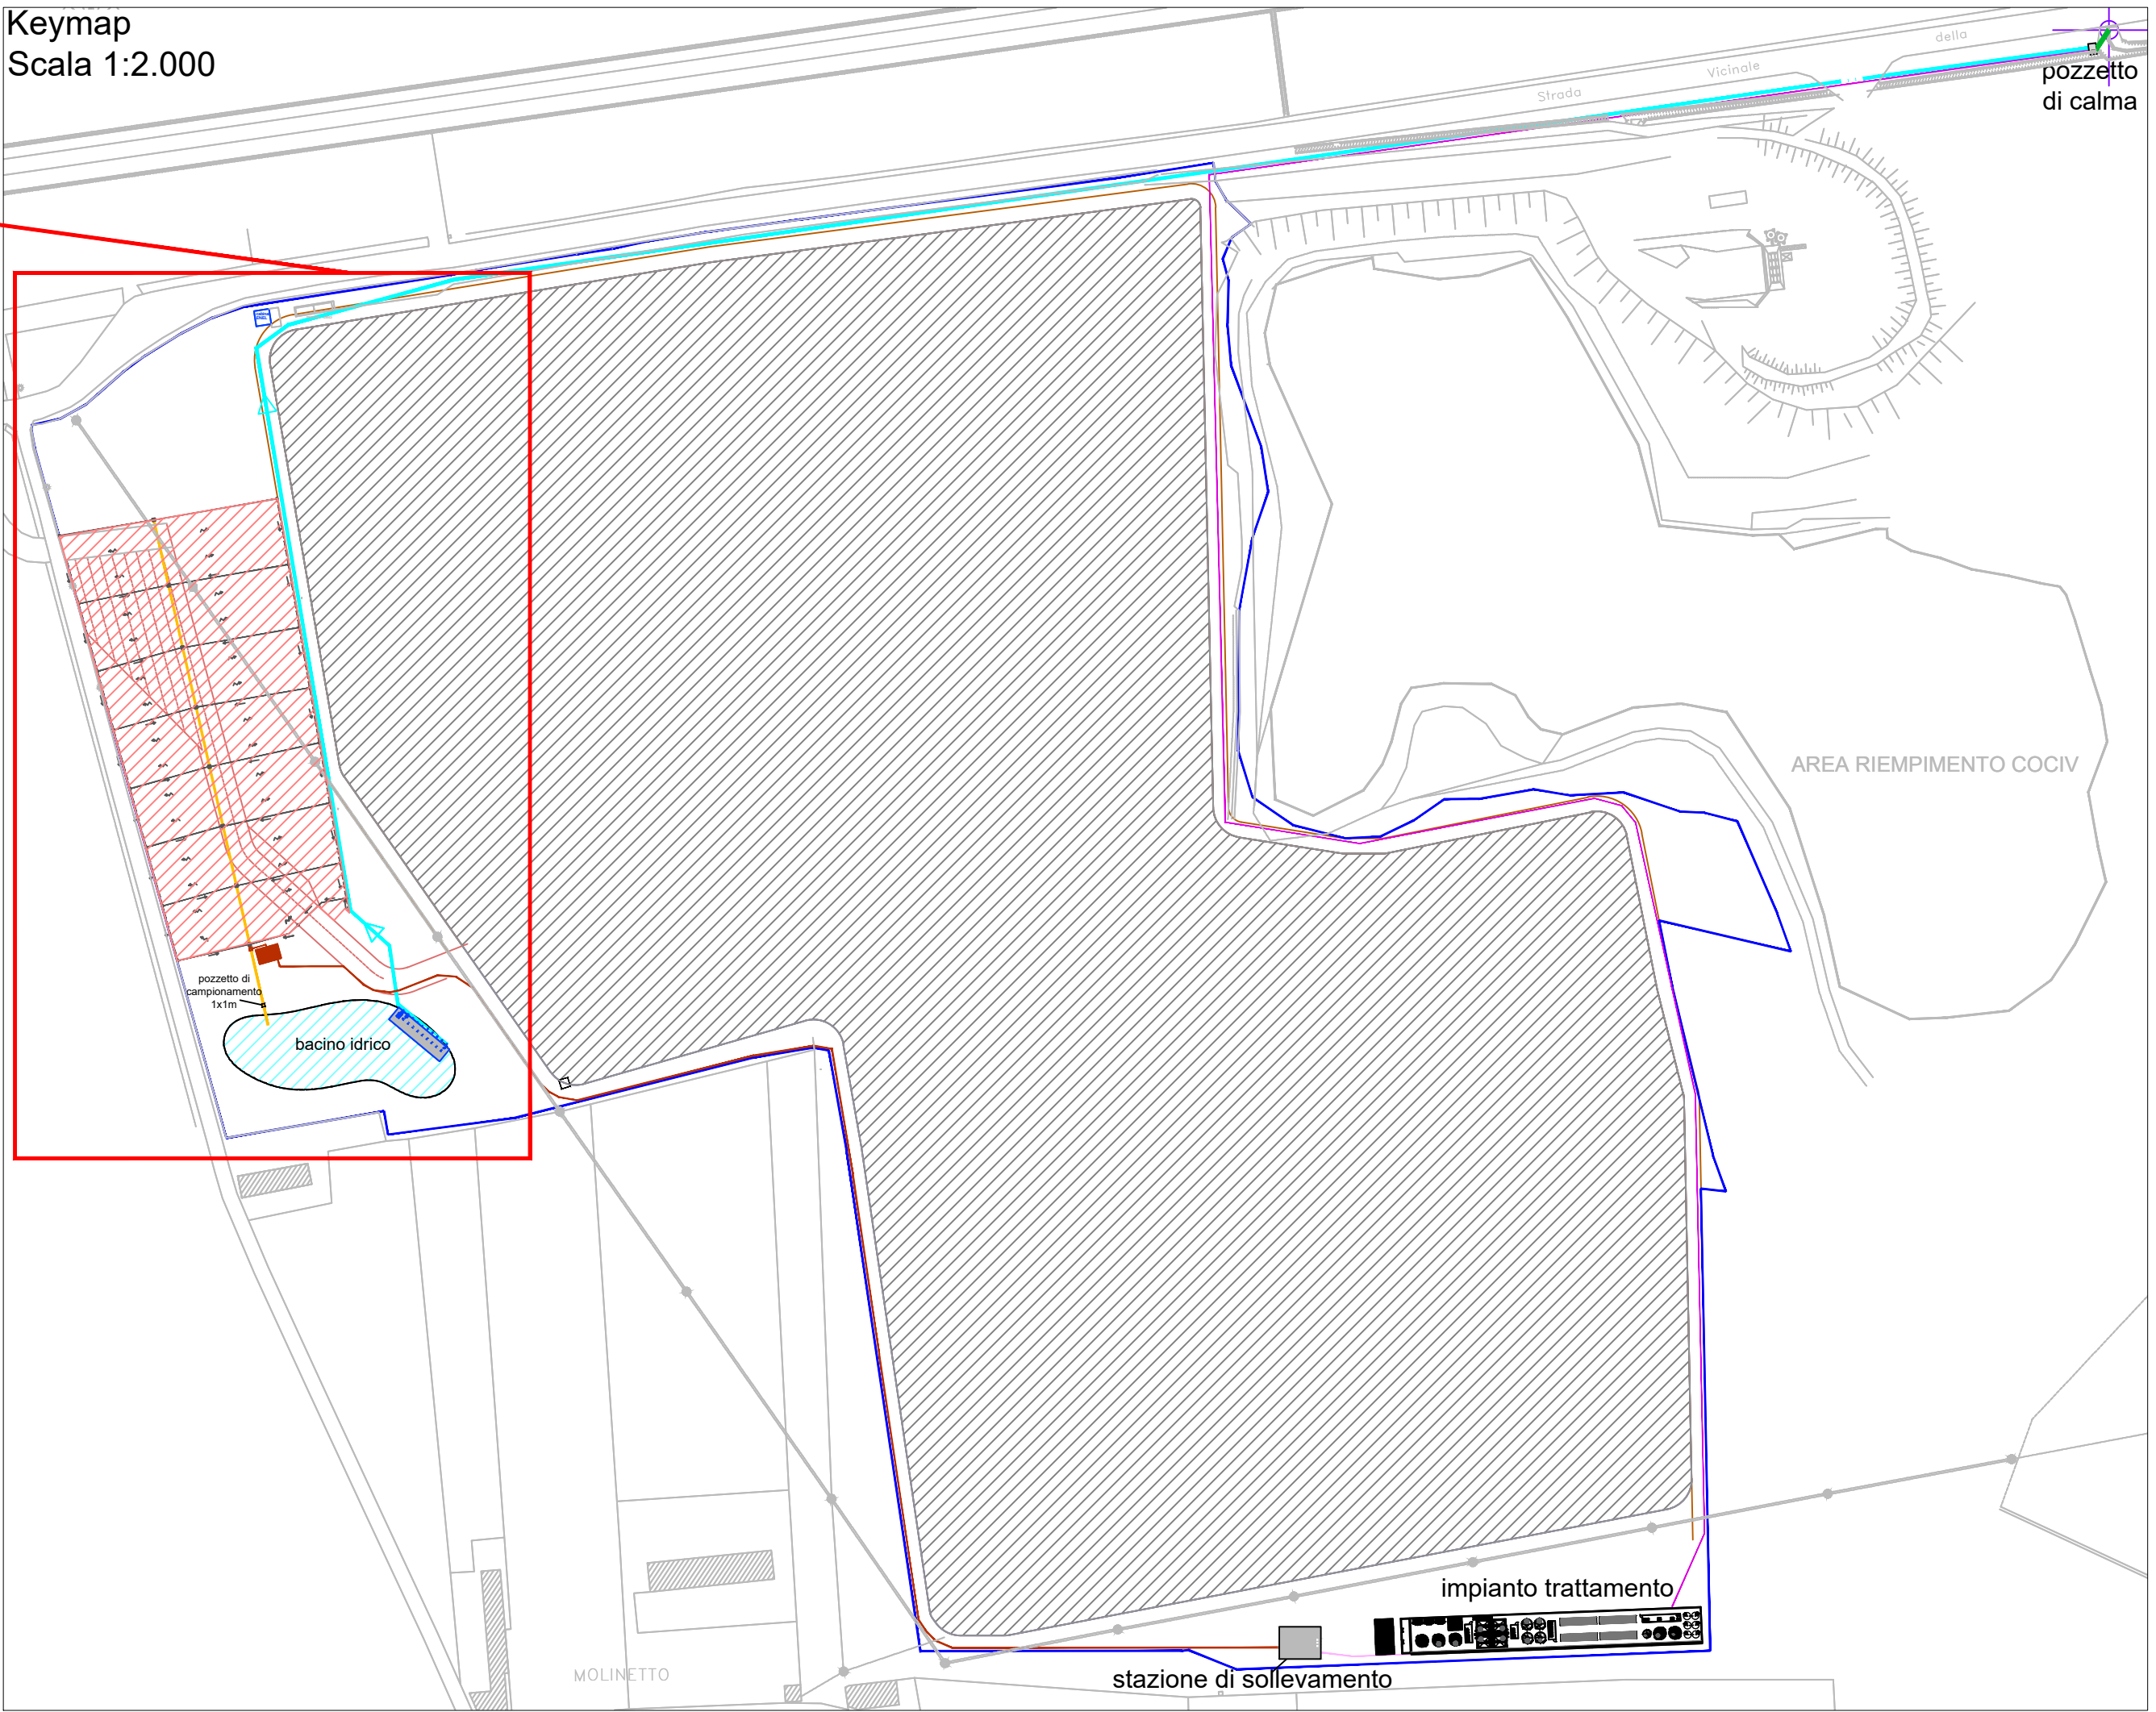 Keymap
Scala 1:2.000
della
Vicinale
Strada
pozzetto
di calma
AREA RIEMPIMENTO COCIV
pozzetto di
campionamento
1x1m
bacino idrico
impianto trattamento
stazione di sollevamento
MOLINETTO